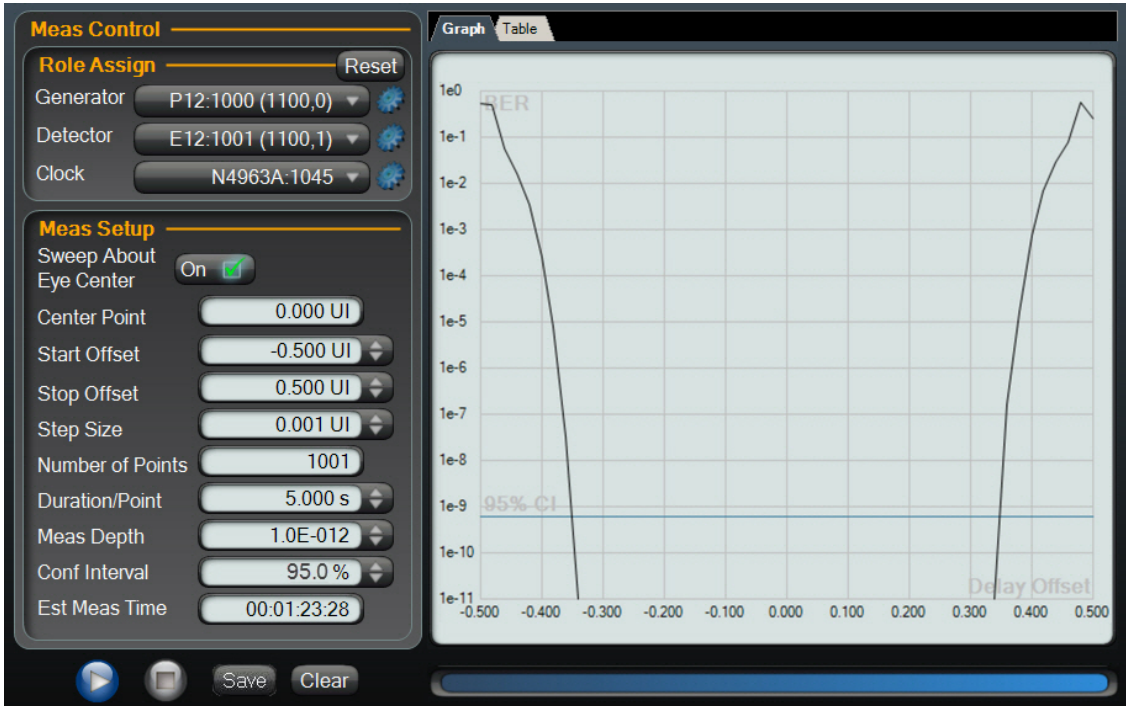 Meas Control
Role Assign
Reset
Generator P12:1000 (1100,0)
Detector E12:1001 (1100,1)
Clock N4963A:1045
Meas Setup
Sweep About
Eye Center
On
Center Point 0.000 UI
Start Offset -0.500 UI
Stop Offset 0.500 UI
Step Size 0.001 UI
Number of Points 1001
Duration/Point 5.000 s
Meas Depth 1.0E-012
Conf Interval 95.0 %
Est Meas Time 00:01:23:28
Save Clear
Graph Table
BER
1e0
1e-1
1e-2
1e-3
1e-4
1e-5
1e-6
1e-7
1e-8
1e-9
95% CI
1e-10
1e-11
Delay Offset
-0.500 -0.400 -0.300 -0.200 -0.100 0.000 0.100 0.200 0.300 0.400 0.500